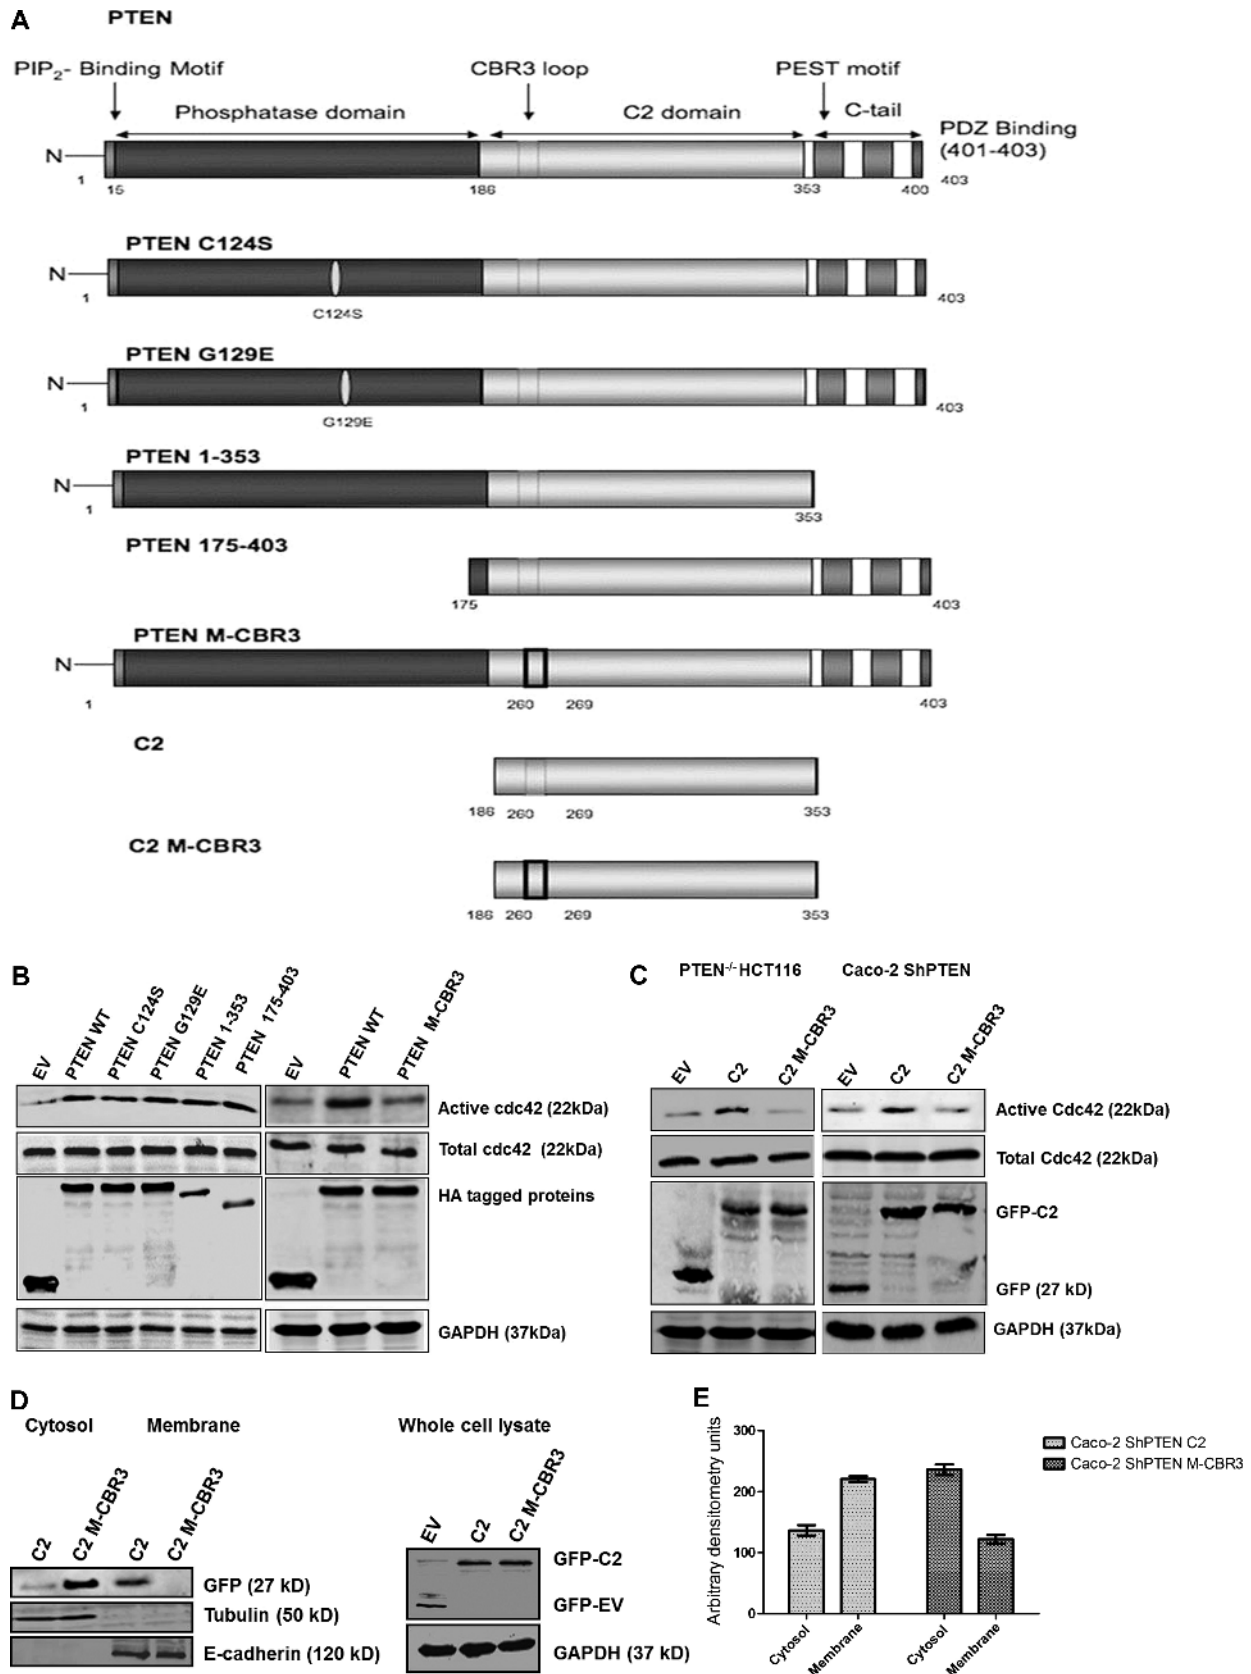 A
PTEN
PIP2- Binding Motif
CBR3 loop
PEST motif
Phosphatase domain
C2 domain
C-tail
PDZ Binding
(401-403)
N
1
15
186
353
400
403
PTEN C124S
N
1
C124S
403
PTEN G129E
N
1
G129E
403
PTEN 1-353
N
1
353
PTEN 175-403
175
403
PTEN M-CBR3
N
1
260
269
403
C2
186
260
269
353
C2 M-CBR3
186
260
269
353
B
EV
PTEN WT
PTEN C124S
PTEN G129E
PTEN 1-353
PTEN 175-403
EV
PTEN WT
PTEN M-CBR3
Active cdc42 (22kDa)
Total cdc42 (22kDa)
HA tagged proteins
GAPDH (37kDa)
C
PTEN-/- HCT116
Caco-2 ShPTEN
EV
C2
C2 M-CBR3
EV
C2
C2 M-CBR3
Active Cdc42 (22kDa)
Total Cdc42 (22kDa)
GFP-C2
GFP (27 kD)
GAPDH (37kDa)
D
Cytosol
Membrane
C2
C2 M-CBR3
C2
C2 M-CBR3
GFP (27 kD)
Tubulin (50 kD)
E-cadherin (120 kD)
Whole cell lysate
EV
C2
C2 M-CBR3
GFP-C2
GFP-EV
GAPDH (37 kD)
E
Arbitrary densitometry units
300
200
100
0
Cytosol
Membrane
Cytosol
Membrane
Caco-2 ShPTEN C2
Caco-2 ShPTEN M-CBR3